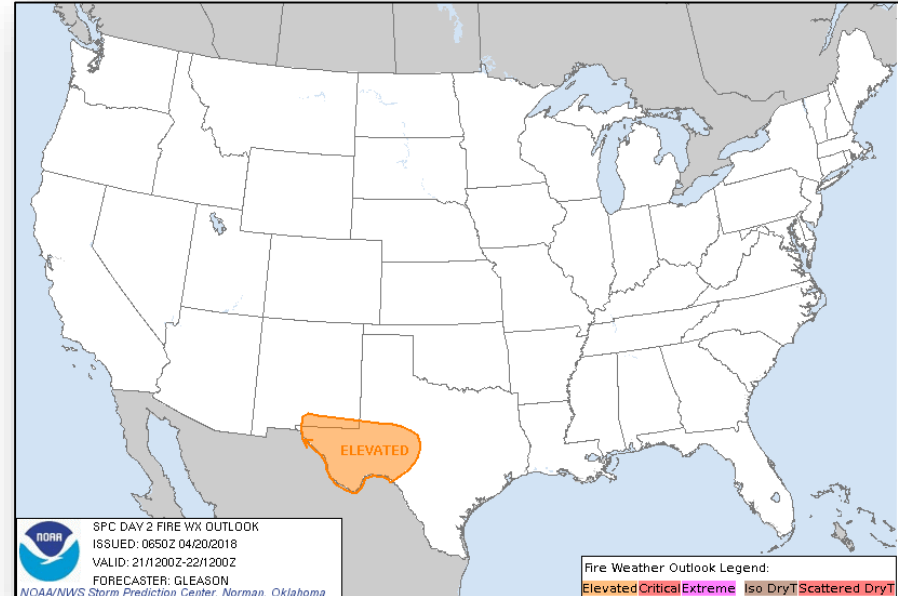 ELEVATED
NOAA
SPC DAY 2 FIRE WX OUTLOOK
ISSUED: 0650Z 04/20/2018
VALID: 21/1200Z-22/1200Z
FORECASTER: GLEASON
NOAA/NWS Storm Prediction Center, Norman, Oklahoma
Fire Weather Outlook Legend:
Elevated Critical Extreme Iso DryT Scattered DryT